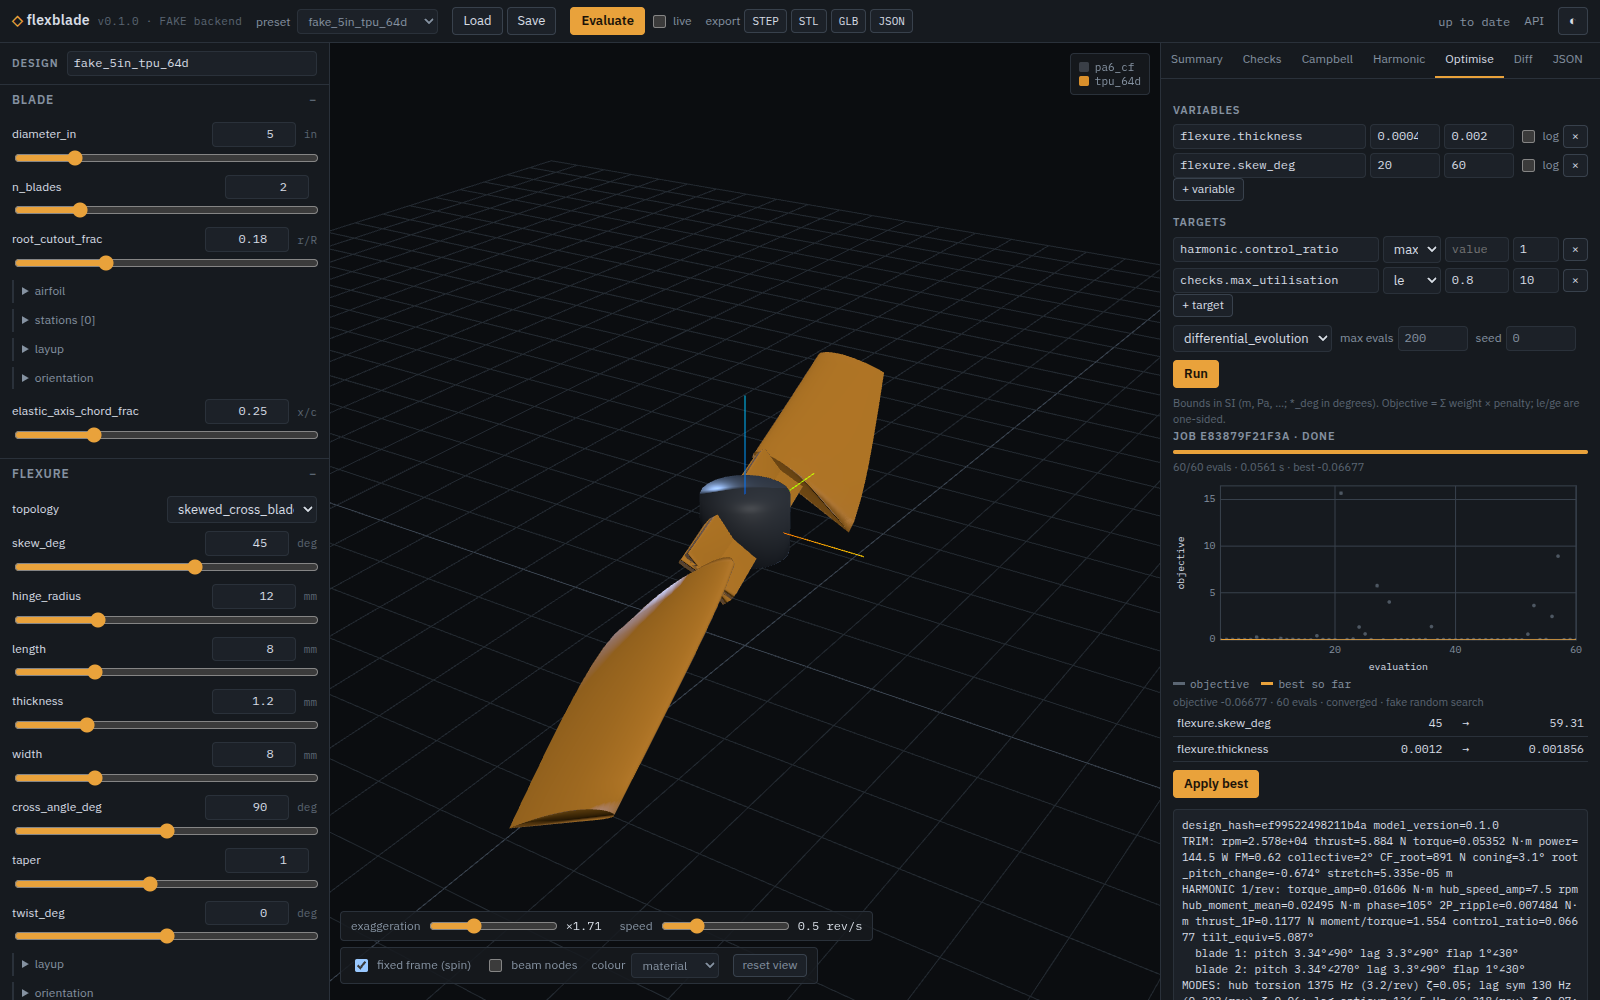 flexblade v0.1.0 · FAKE backend preset fake_5in_tpu_64d Load Save Evaluate live export STEP STL GLB JSON up to date API
DESIGN fake_5in_tpu_64d
BLADE −
diameter_in 5 in
n_blades 2
root_cutout_frac 0.18 r/R
airfoil
stations [0]
layup
orientation
elastic_axis_chord_frac 0.25 x/c
FLEXURE −
topology skewed_cross_blad
skew_deg 45 deg
hinge_radius 12 mm
length 8 mm
thickness 1.2 mm
width 8 mm
cross_angle_deg 90 deg
taper 1
twist_deg 0 deg
layup
orientation
pa6_cf
tpu_64d
exaggeration ×1.71 speed 0.5 rev/s
fixed frame (spin) beam nodes colour material reset view
Summary Checks Campbell Harmonic Optimise Diff JSON
VARIABLES
flexure.thickness 0.0004 0.002 log ×
flexure.skew_deg 20 60 log ×
+ variable
TARGETS
harmonic.control_ratio max value 1 ×
checks.max_utilisation le 0.8 10 ×
+ target
differential_evolution max evals 200 seed 0
Run
Bounds in SI (m, Pa, …; *_deg in degrees). Objective = Σ weight × penalty; le/ge are
one-sided.
JOB E83879F21F3A · DONE
60/60 evals · 0.0561 s · best -0.06677
15
10
5
0
objective
20 40 60
evaluation
objective best so far
objective -0.06677 · 60 evals · converged · fake random search
flexure.skew_deg 45 → 59.31
flexure.thickness 0.0012 → 0.001856
Apply best
design_hash=ef99522498211b4a model_version=0.1.0
TRIM: rpm=2.578e+04 thrust=5.884 N torque=0.05352 N·m power=
144.5 W FM=0.62 collective=2° CF_root=891 N coning=3.1° root
_pitch_change=-0.674° stretch=5.335e-05 m
HARMONIC 1/rev: torque_amp=0.01606 N·m hub_speed_amp=7.5 rpm
hub_moment_mean=0.02495 N·m phase=105° 2P_ripple=0.007484 N·
m thrust_1P=0.1177 N moment/torque=1.554 control_ratio=0.066
77 tilt_equiv=5.087°
blade 1: pitch 3.34°∠90° lag 3.3°∠90° flap 1°∠30°
blade 2: pitch 3.34°∠270° lag 3.3°∠90° flap 1°∠30°
MODES: hub torsion 1375 Hz (3.2/rev) ζ=0.05; lag sym 130 Hz